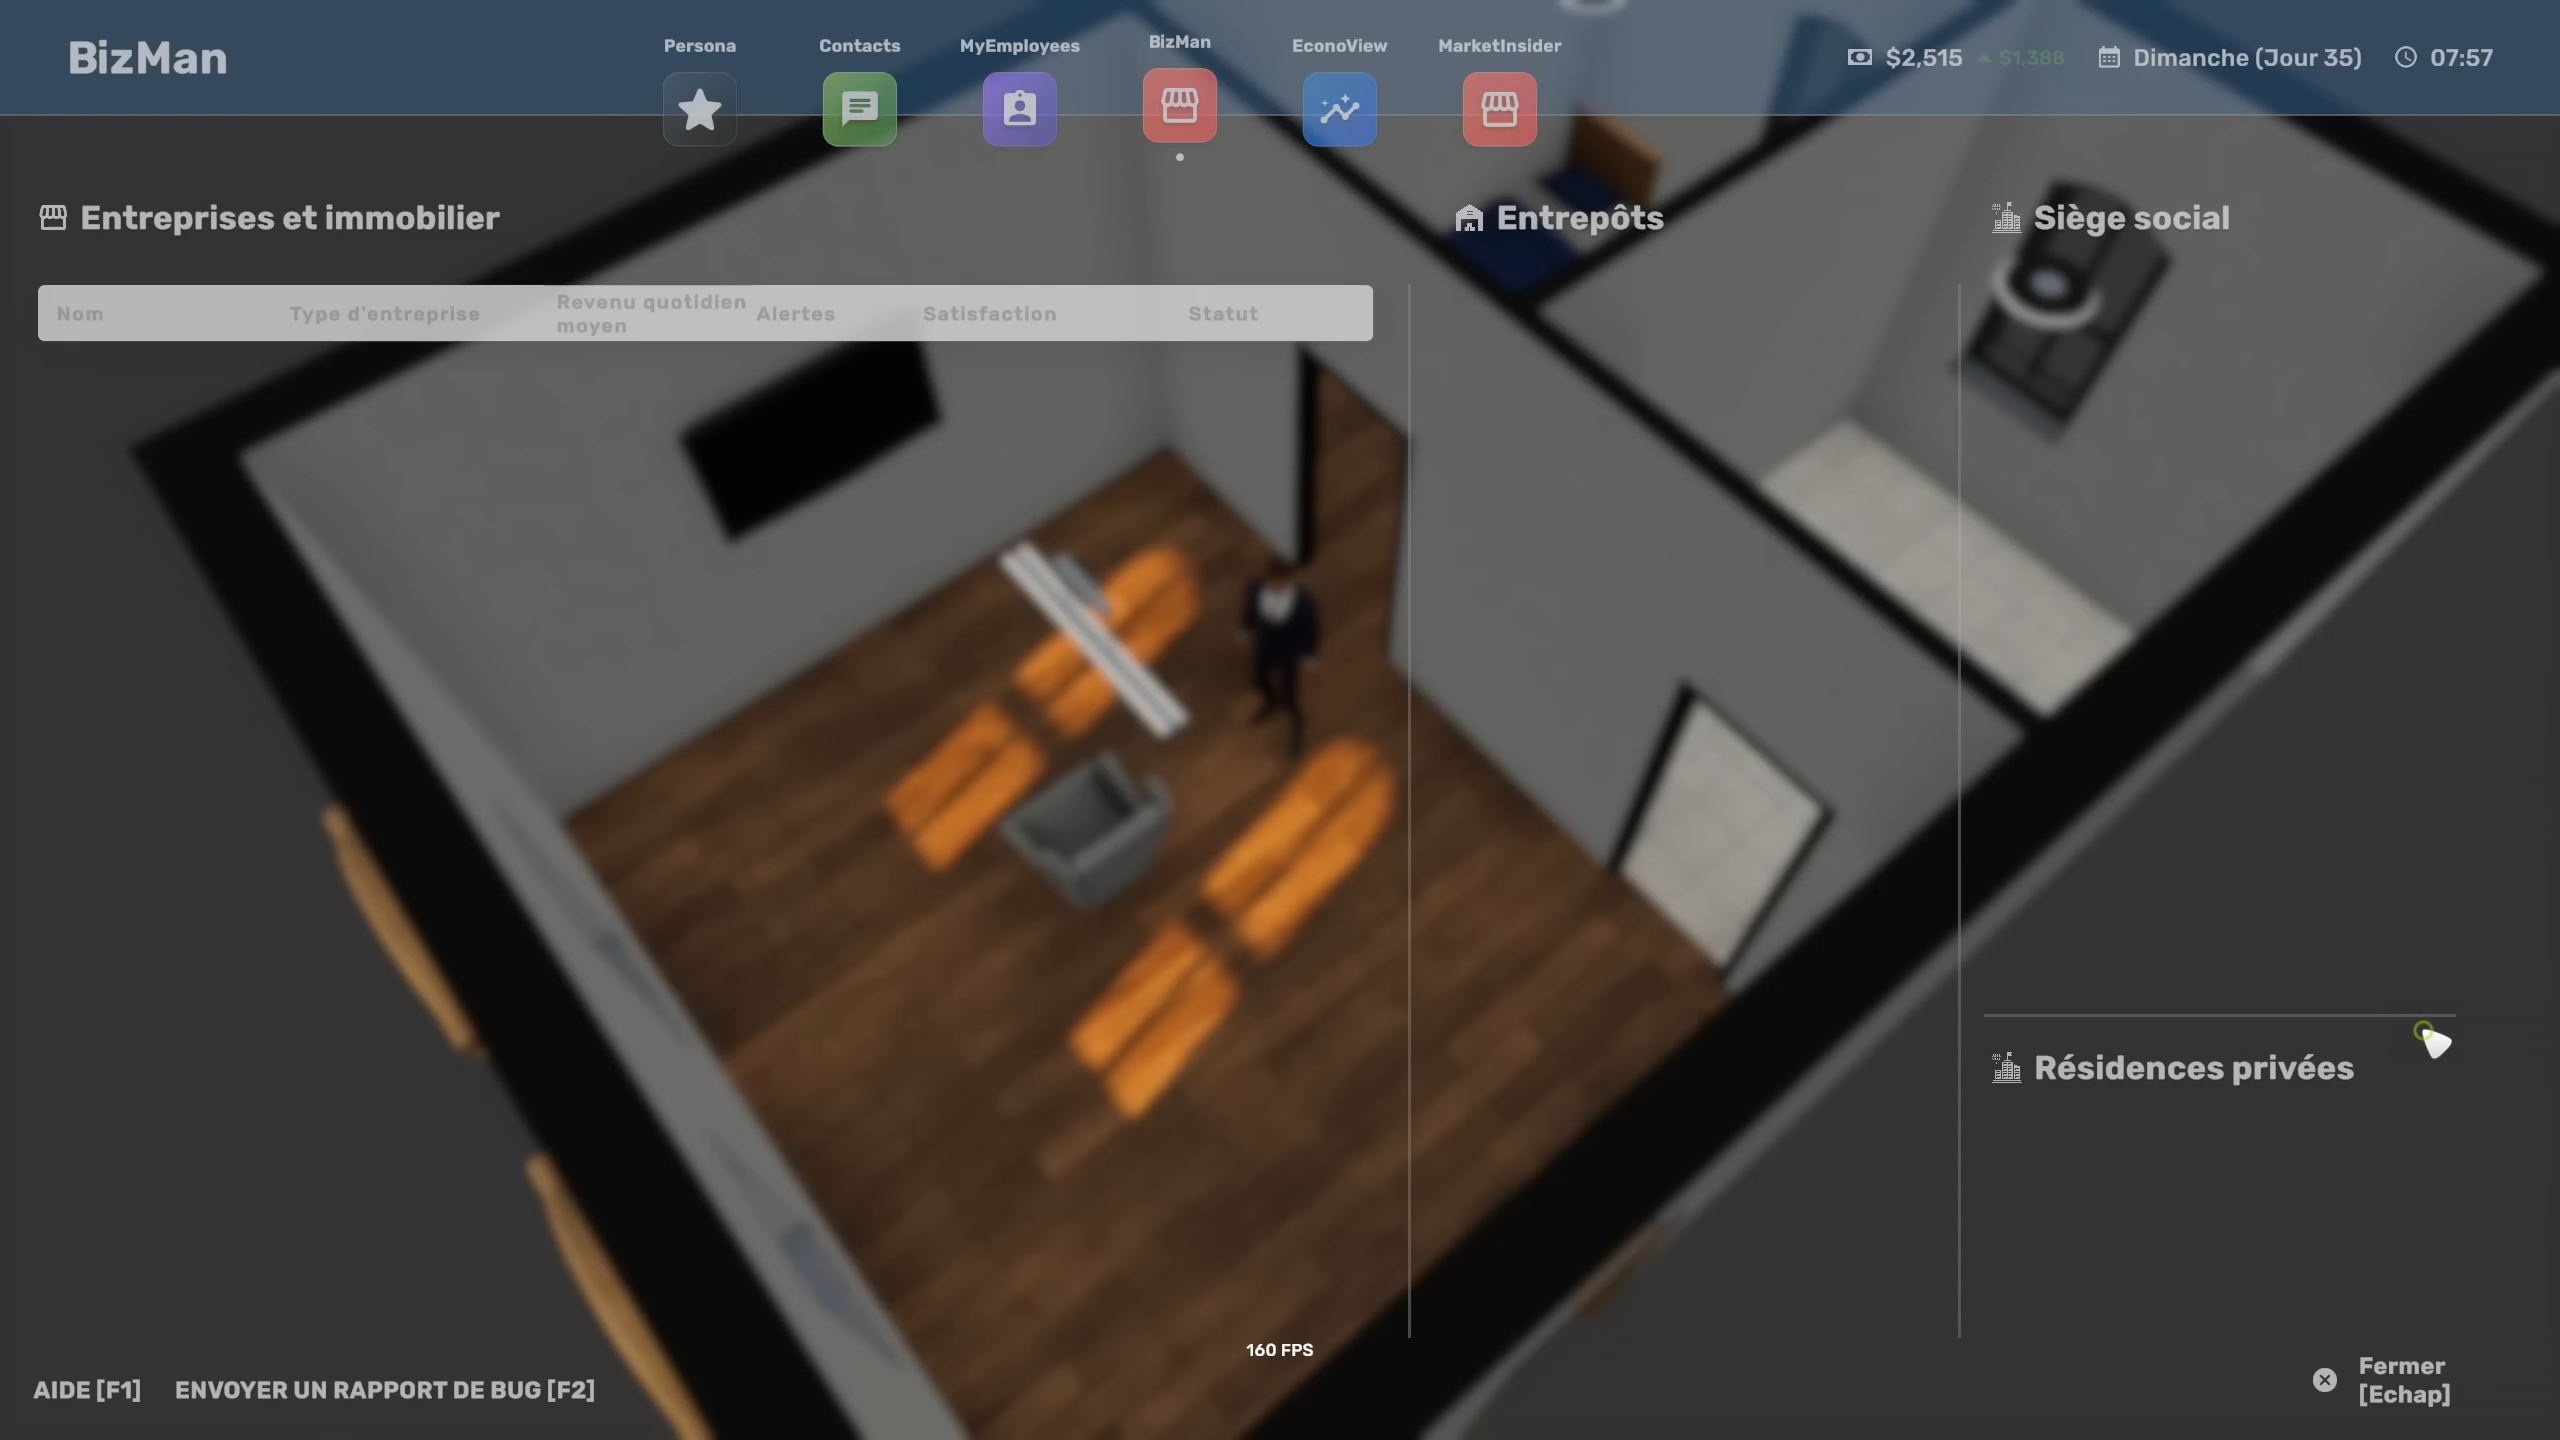 BizMan
Persona
Contacts
MyEmployees
BizMan
EconoView
MarketInsider
$2,515
$1,388
Dimanche (Jour 35)
07:57
Entreprises et immobilier
Entrepôts
Siège social
Nom
Type d'entreprise
Revenu quotidien
moyen
Alertes
Satisfaction
Statut
Résidences privées
160 FPS
AIDE [F1]
ENVOYER UN RAPPORT DE BUG [F2]
Fermer
[Echap]